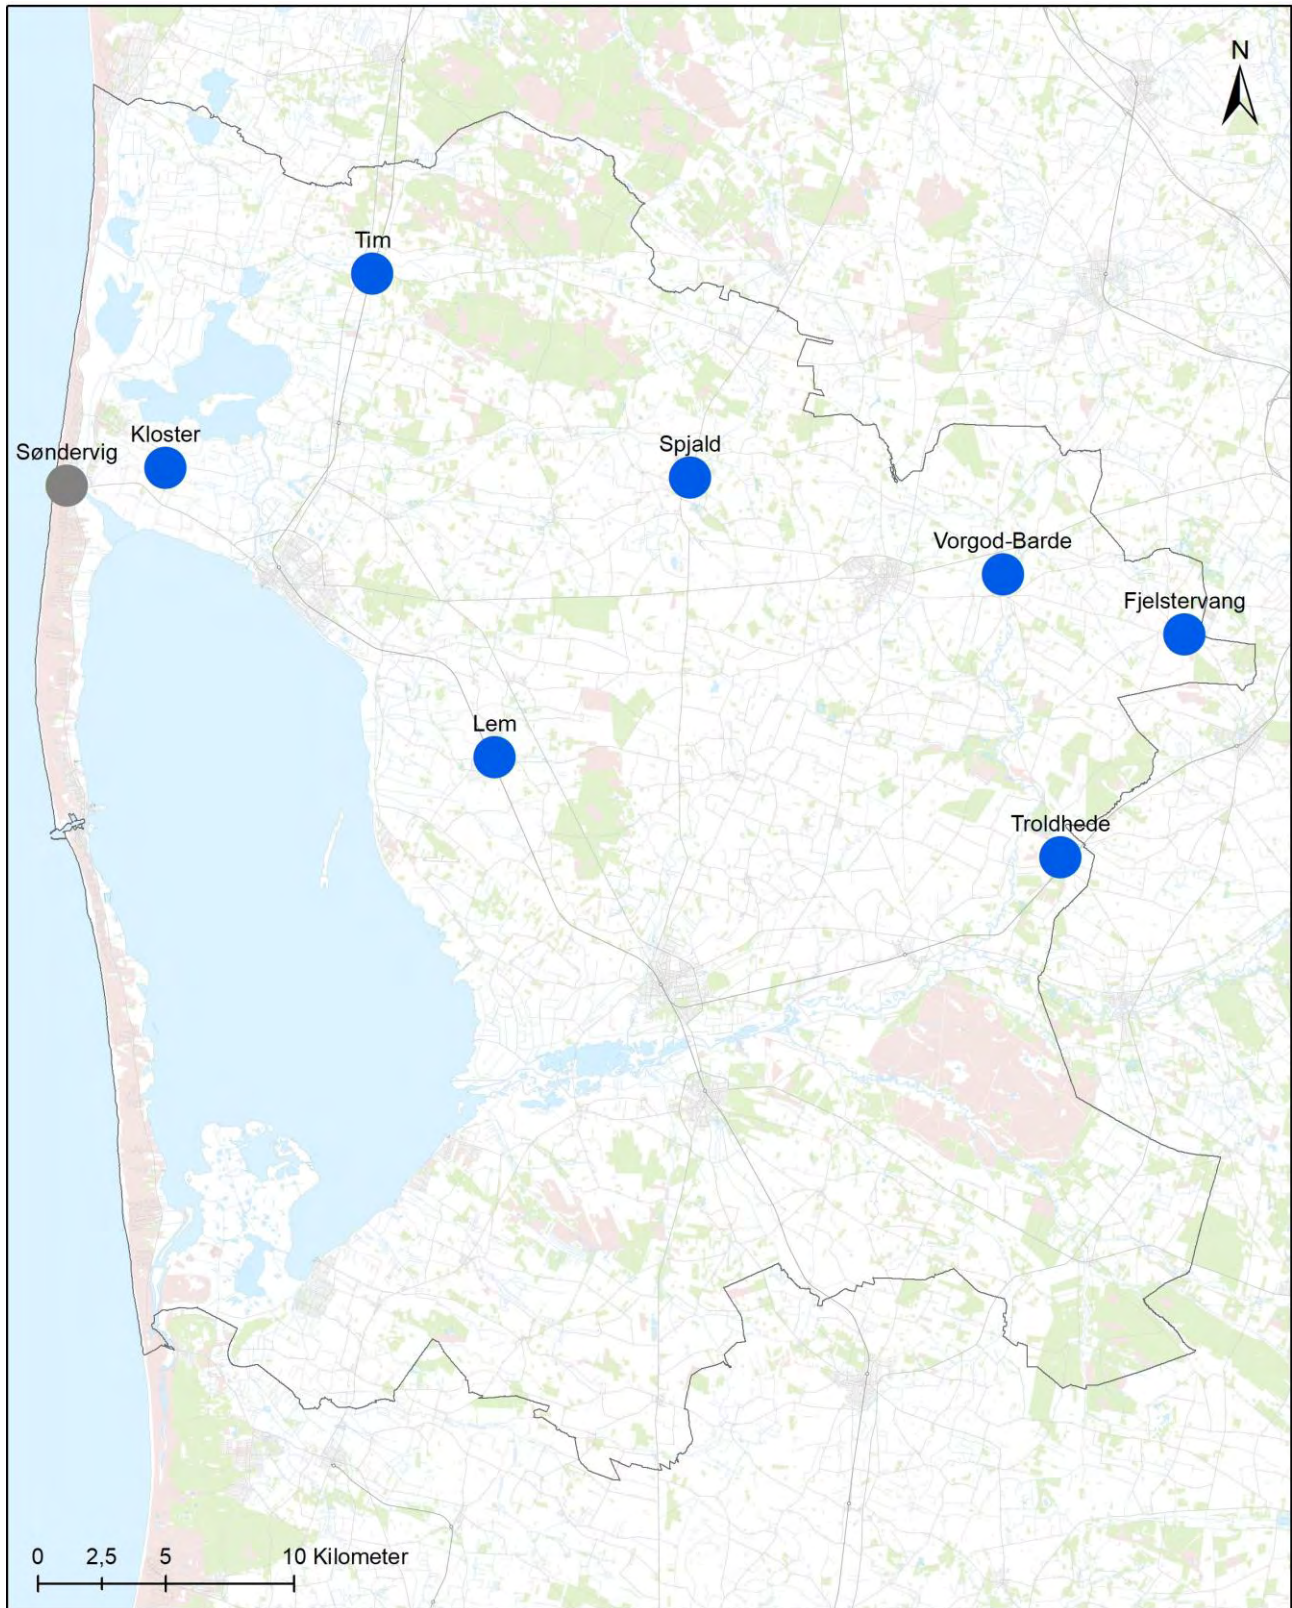 N
Tim
Kloster
Søndervig
Spjald
Vorgod-Barde
Fjelstervang
Lem
Troldhede
0 2,5 5 10 Kilometer